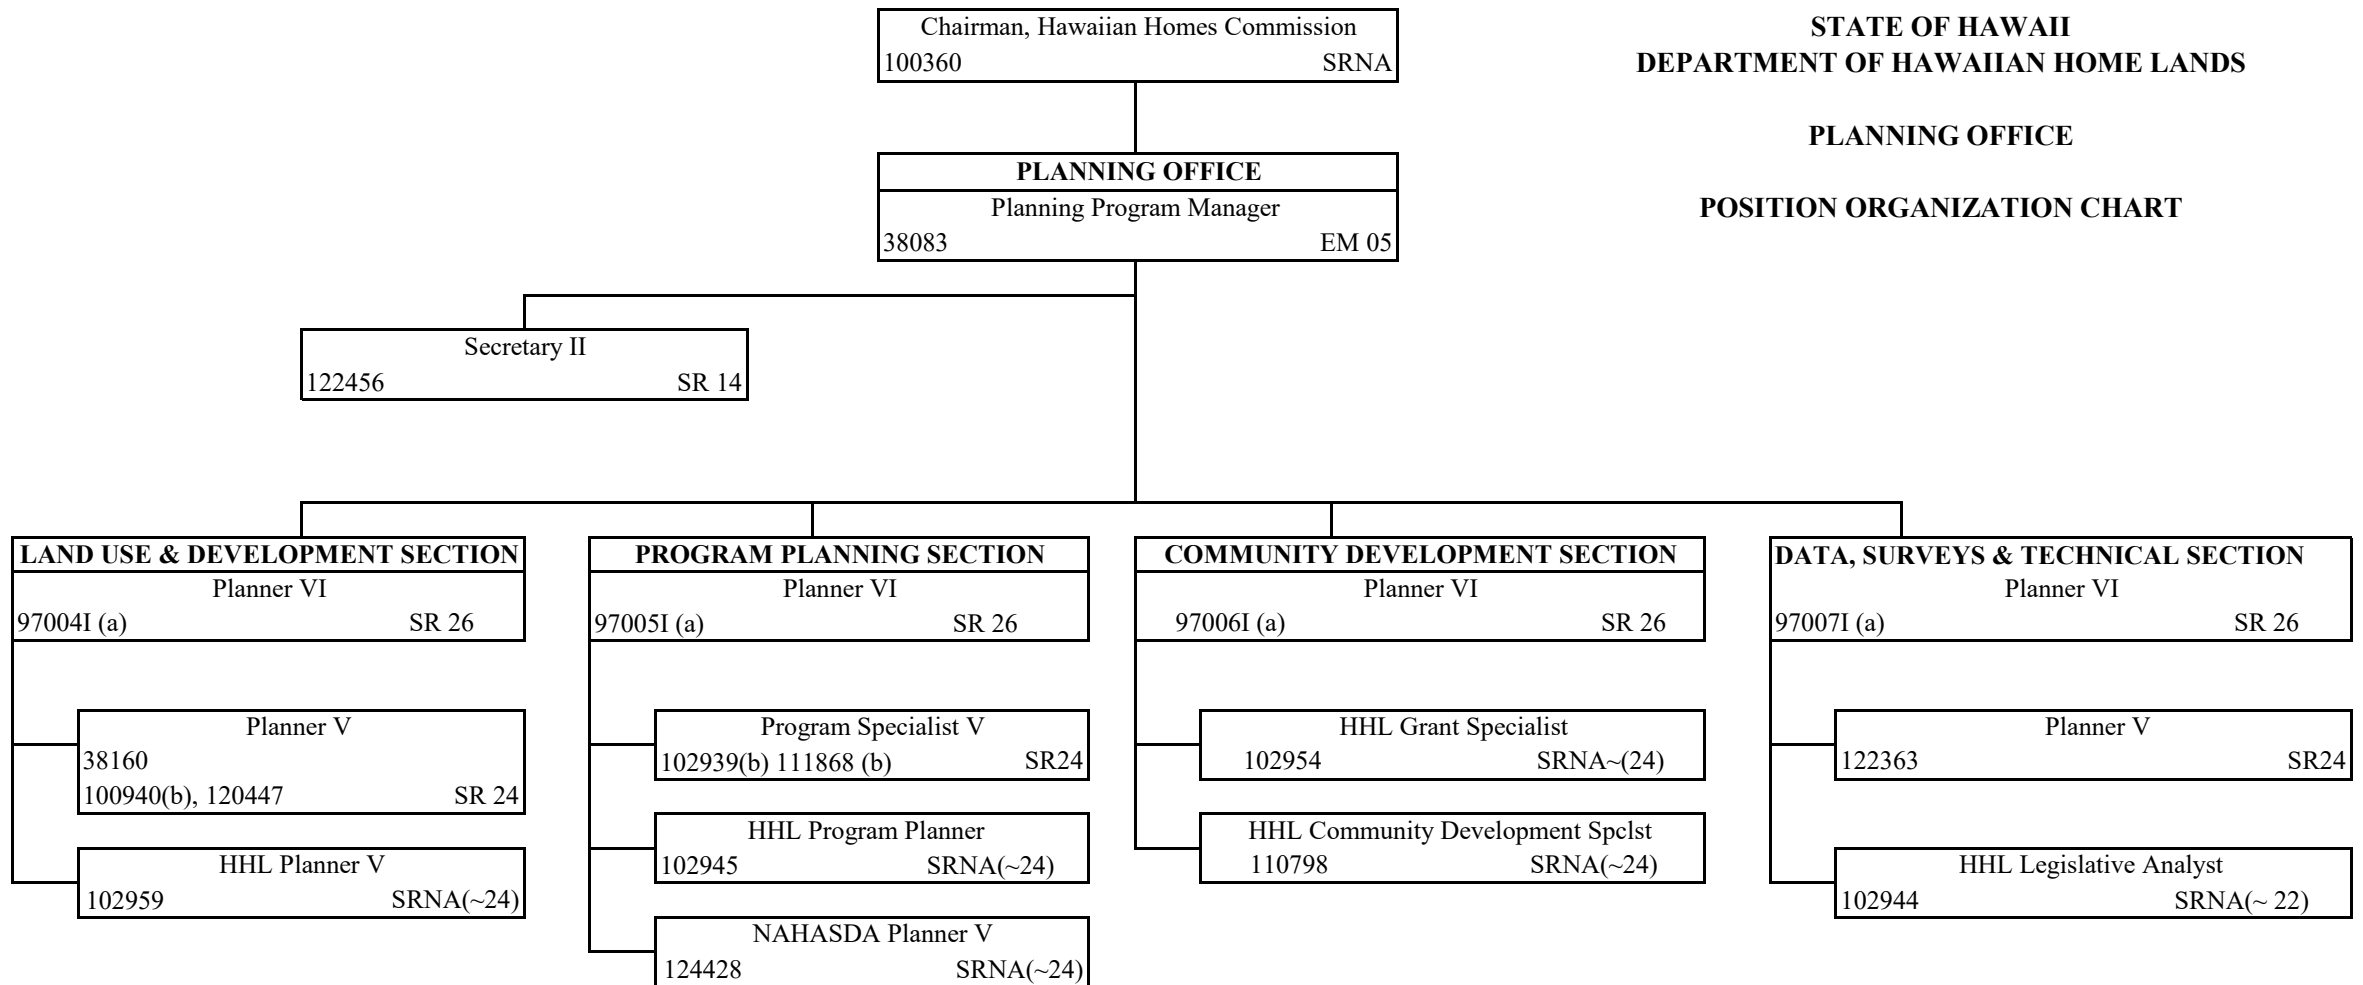 Chairman, Hawaiian Homes Commission
100360 SRNA
STATE OF HAWAII
DEPARTMENT OF HAWAIIAN HOME LANDS
PLANNING OFFICE
POSITION ORGANIZATION CHART
PLANNING OFFICE
Planning Program Manager
38083 EM 05
Secretary II
122456 SR 14
LAND USE & DEVELOPMENT SECTION
Planner VI
97004I (a) SR 26
Planner V
38160
100940(b), 120447 SR 24
HHL Planner V
102959 SRNA(~24)
PROGRAM PLANNING SECTION
Planner VI
97005I (a) SR 26
Program Specialist V
102939(b) 111868 (b) SR24
HHL Program Planner
102945 SRNA(~24)
NAHASDA Planner V
124428 SRNA(~24)
COMMUNITY DEVELOPMENT SECTION
Planner VI
97006I (a) SR 26
HHL Grant Specialist
102954 SRNA~(24)
HHL Community Development Spclst
110798 SRNA(~24)
DATA, SURVEYS & TECHNICAL SECTION
Planner VI
97007I (a) SR 26
Planner V
122363 SR24
HHL Legislative Analyst
102944 SRNA(~ 22)